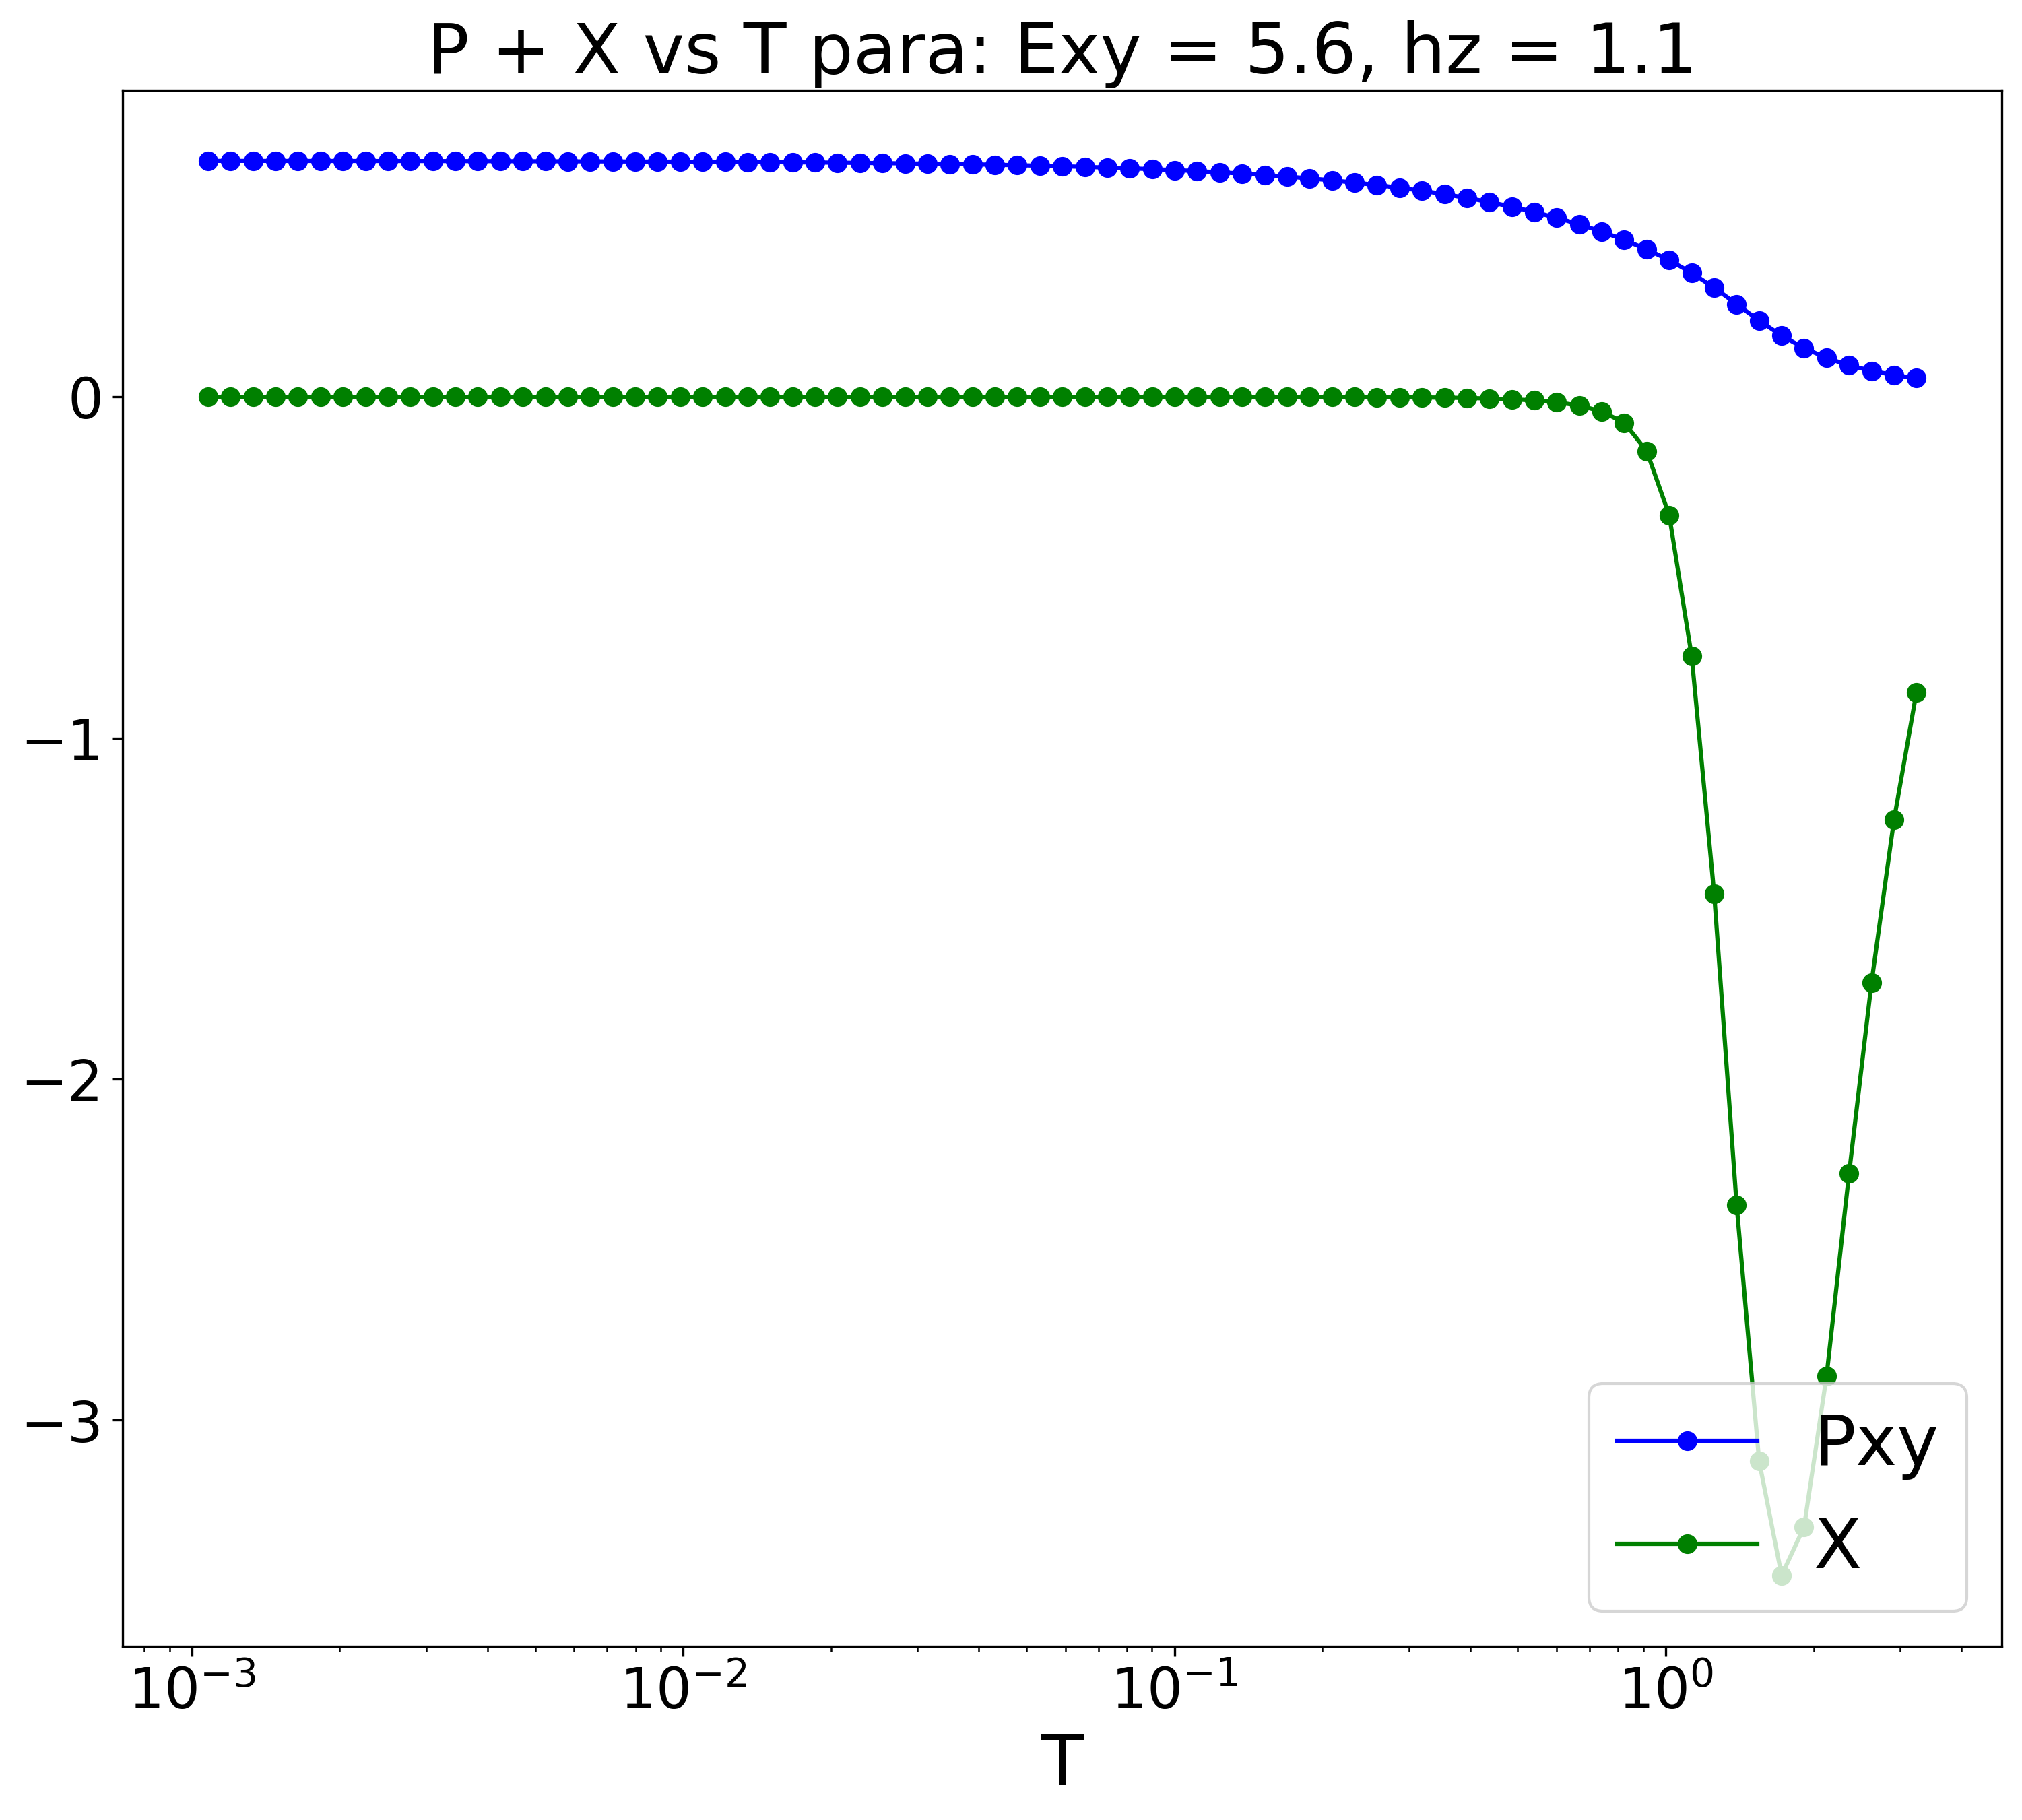 P + X vs T para: Exy = 5.6, hz = 1.1
0
−1
−2
−3
Pxy
X
10⁻³ 10⁻² 10⁻¹ 10⁰
T